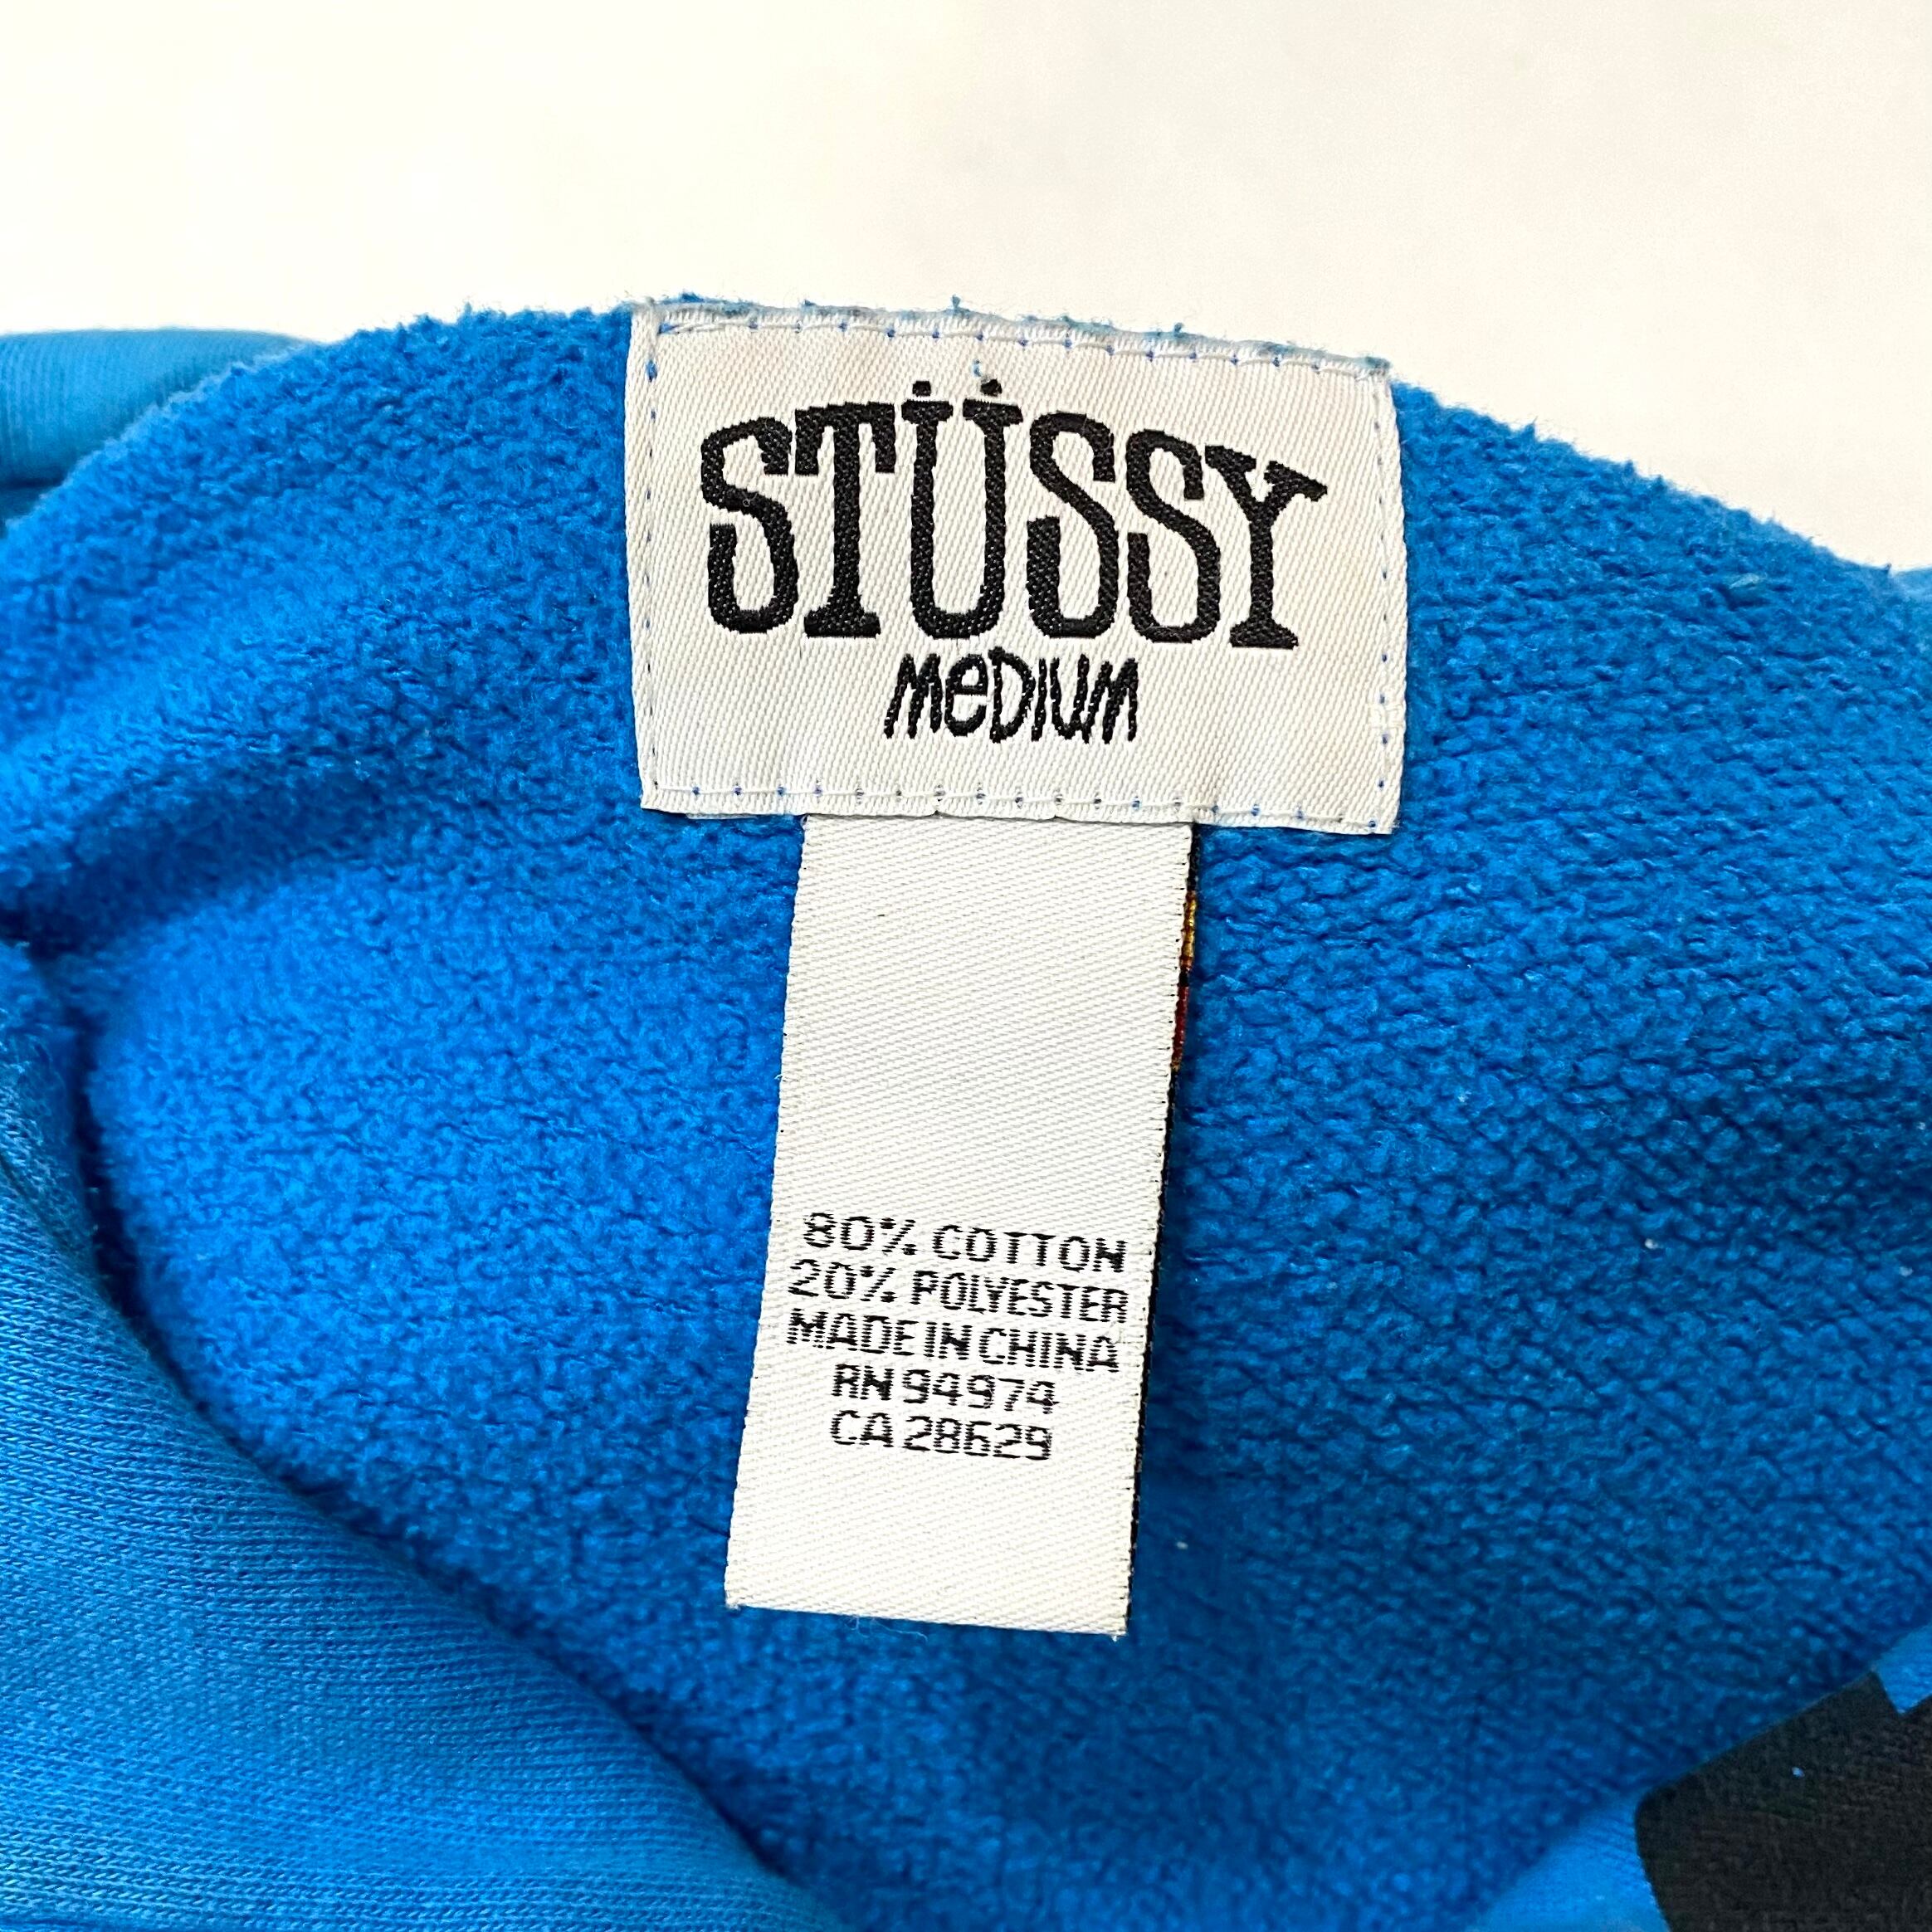 STÜSSY
MeDIUM
80% COTTON
20% POLYESTER
MADE IN CHINA
RN 94974
CA 28629